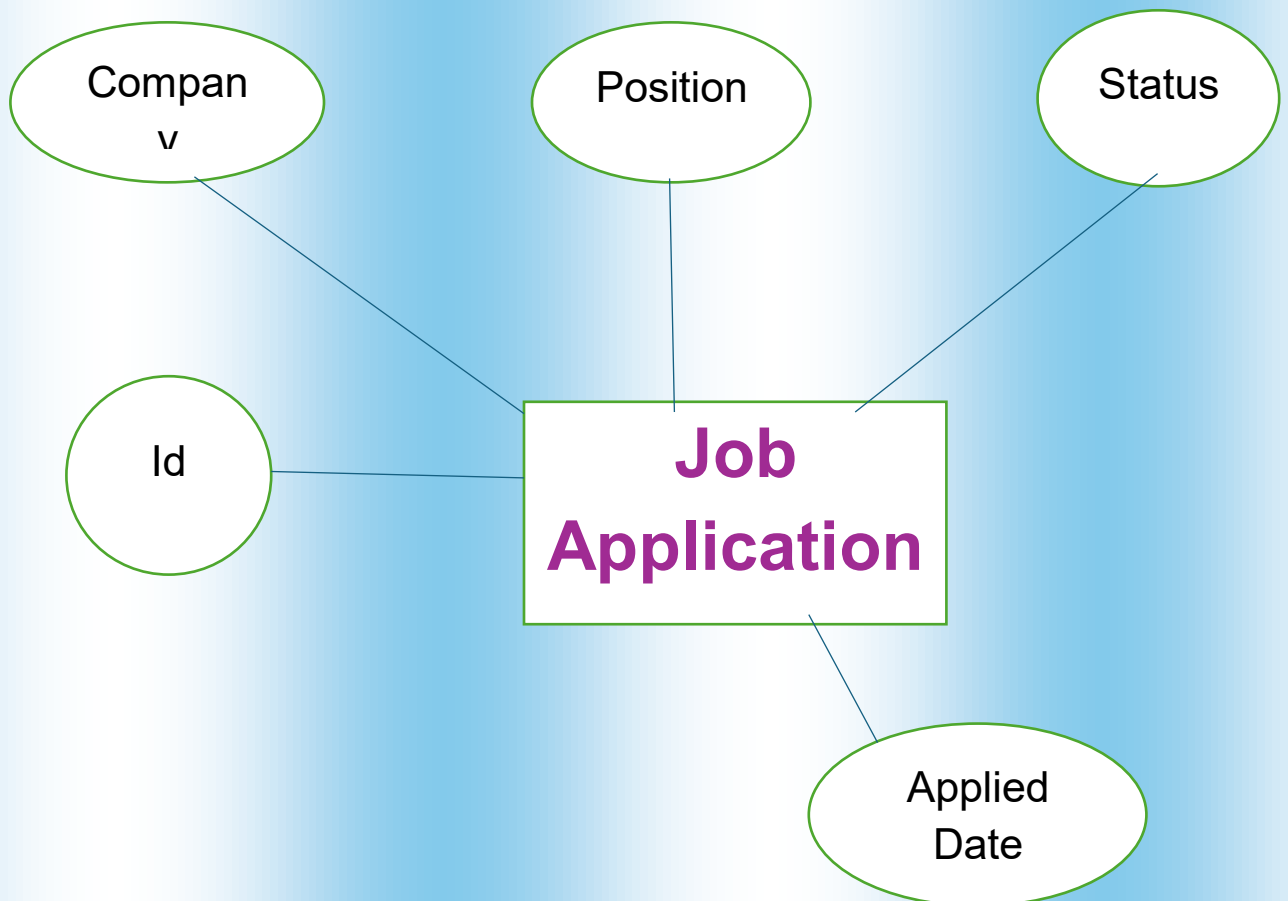 Compan
y
Position
Status
Id
Job
Application
Applied
Date